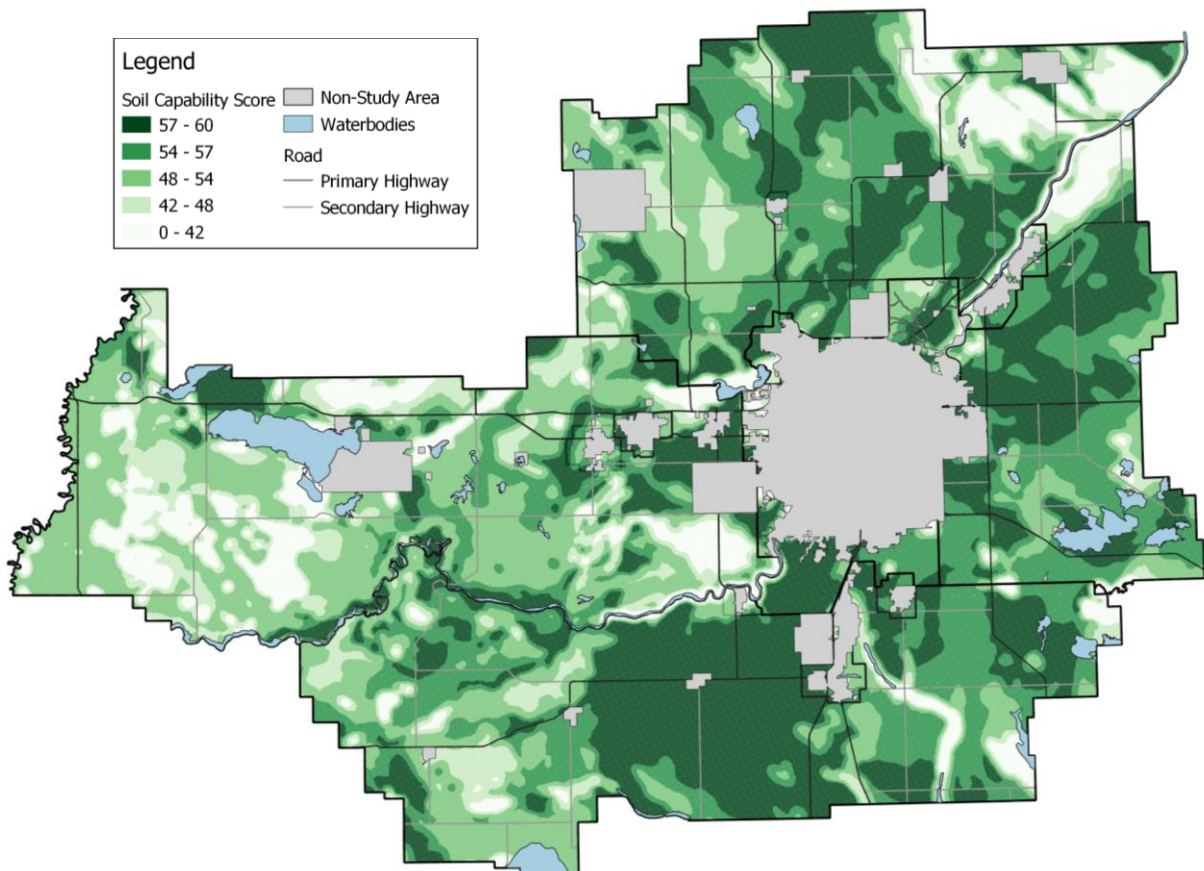 Legend
Soil Capability Score
57 - 60
54 - 57
48 - 54
42 - 48
0 - 42
Non-Study Area
Waterbodies
Road
Primary Highway
Secondary Highway